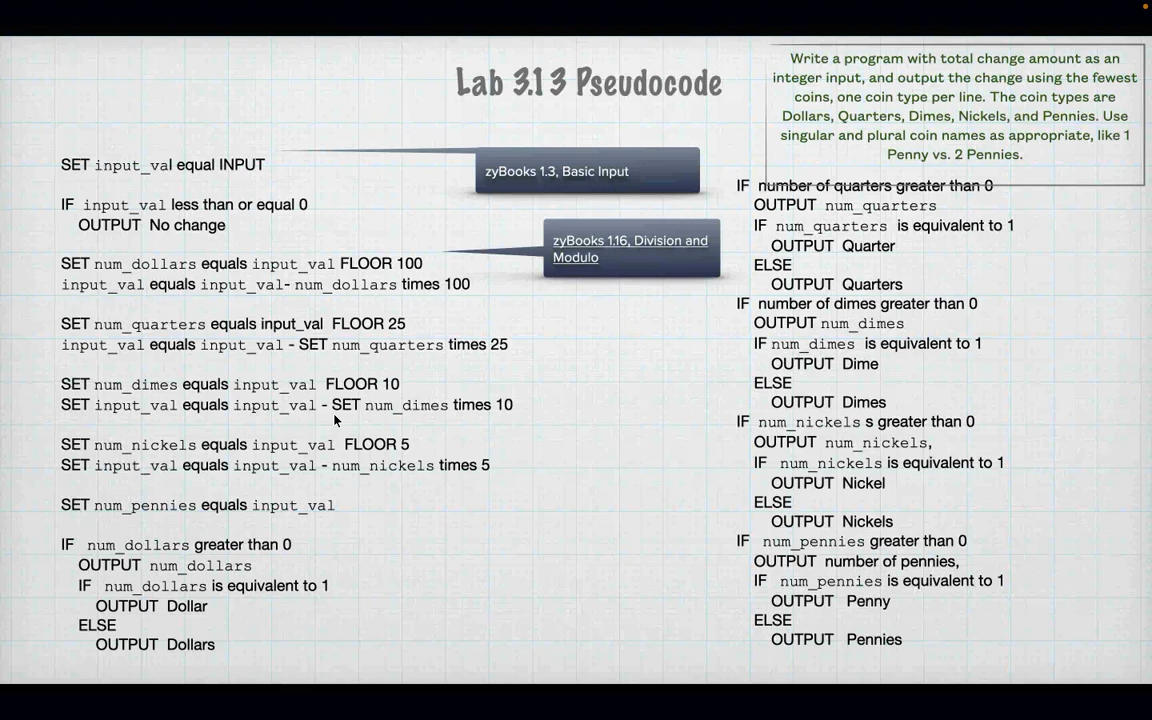 Lab 3.13 Pseudocode
Write a program with total change amount as an
integer input, and output the change using the fewest
coins, one coin type per line. The coin types are
Dollars, Quarters, Dimes, Nickels, and Pennies. Use
singular and plural coin names as appropriate, like 1
Penny vs. 2 Pennies.
SET input_val equal INPUT
zyBooks 1.3, Basic Input
IF input_val less than or equal 0
OUTPUT No change
zyBooks 1.16, Division and
Modulo
SET num_dollars equals input_val FLOOR 100
input_val equals input_val- num_dollars times 100
SET num_quarters equals input_val FLOOR 25
input_val equals input_val - SET num_quarters times 25
SET num_dimes equals input_val FLOOR 10
SET input_val equals input_val - SET num_dimes times 10
SET num_nickels equals input_val FLOOR 5
SET input_val equals input_val - num_nickels times 5
SET num_pennies equals input_val
IF num_dollars greater than 0
OUTPUT num_dollars
IF num_dollars is equivalent to 1
OUTPUT Dollar
ELSE
OUTPUT Dollars
IF number of quarters greater than 0
OUTPUT num_quarters
IF num_quarters is equivalent to 1
OUTPUT Quarter
ELSE
OUTPUT Quarters
IF number of dimes greater than 0
OUTPUT num_dimes
IF num_dimes is equivalent to 1
OUTPUT Dime
ELSE
OUTPUT Dimes
IF num_nickels s greater than 0
OUTPUT num_nickels,
IF num_nickels is equivalent to 1
OUTPUT Nickel
ELSE
OUTPUT Nickels
IF num_pennies greater than 0
OUTPUT number of pennies,
IF num_pennies is equivalent to 1
OUTPUT Penny
ELSE
OUTPUT Pennies